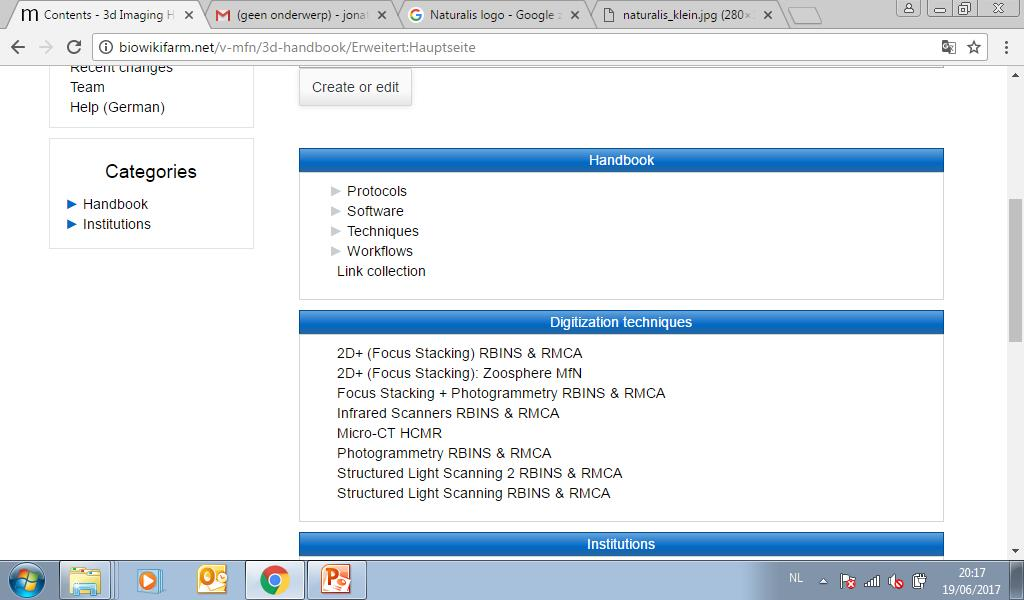 Contents - 3d Imaging H
(geen onderwerp) - jona
Naturalis logo - Google z
naturalis_klein.jpg (280×
biowikifarm.net/v-mfn/3d-handbook/Erweitert:Hauptseite
Recent changes
Team
Help (German)
Create or edit
Categories
Handbook
Institutions
Handbook
Protocols
Software
Techniques
Workflows
Link collection
Digitization techniques
2D+ (Focus Stacking) RBINS & RMCA
2D+ (Focus Stacking): Zoosphere MfN
Focus Stacking + Photogrammetry RBINS & RMCA
Infrared Scanners RBINS & RMCA
Micro-CT HCMR
Photogrammetry RBINS & RMCA
Structured Light Scanning 2 RBINS & RMCA
Structured Light Scanning RBINS & RMCA
Institutions
NL
20:17
19/06/2017